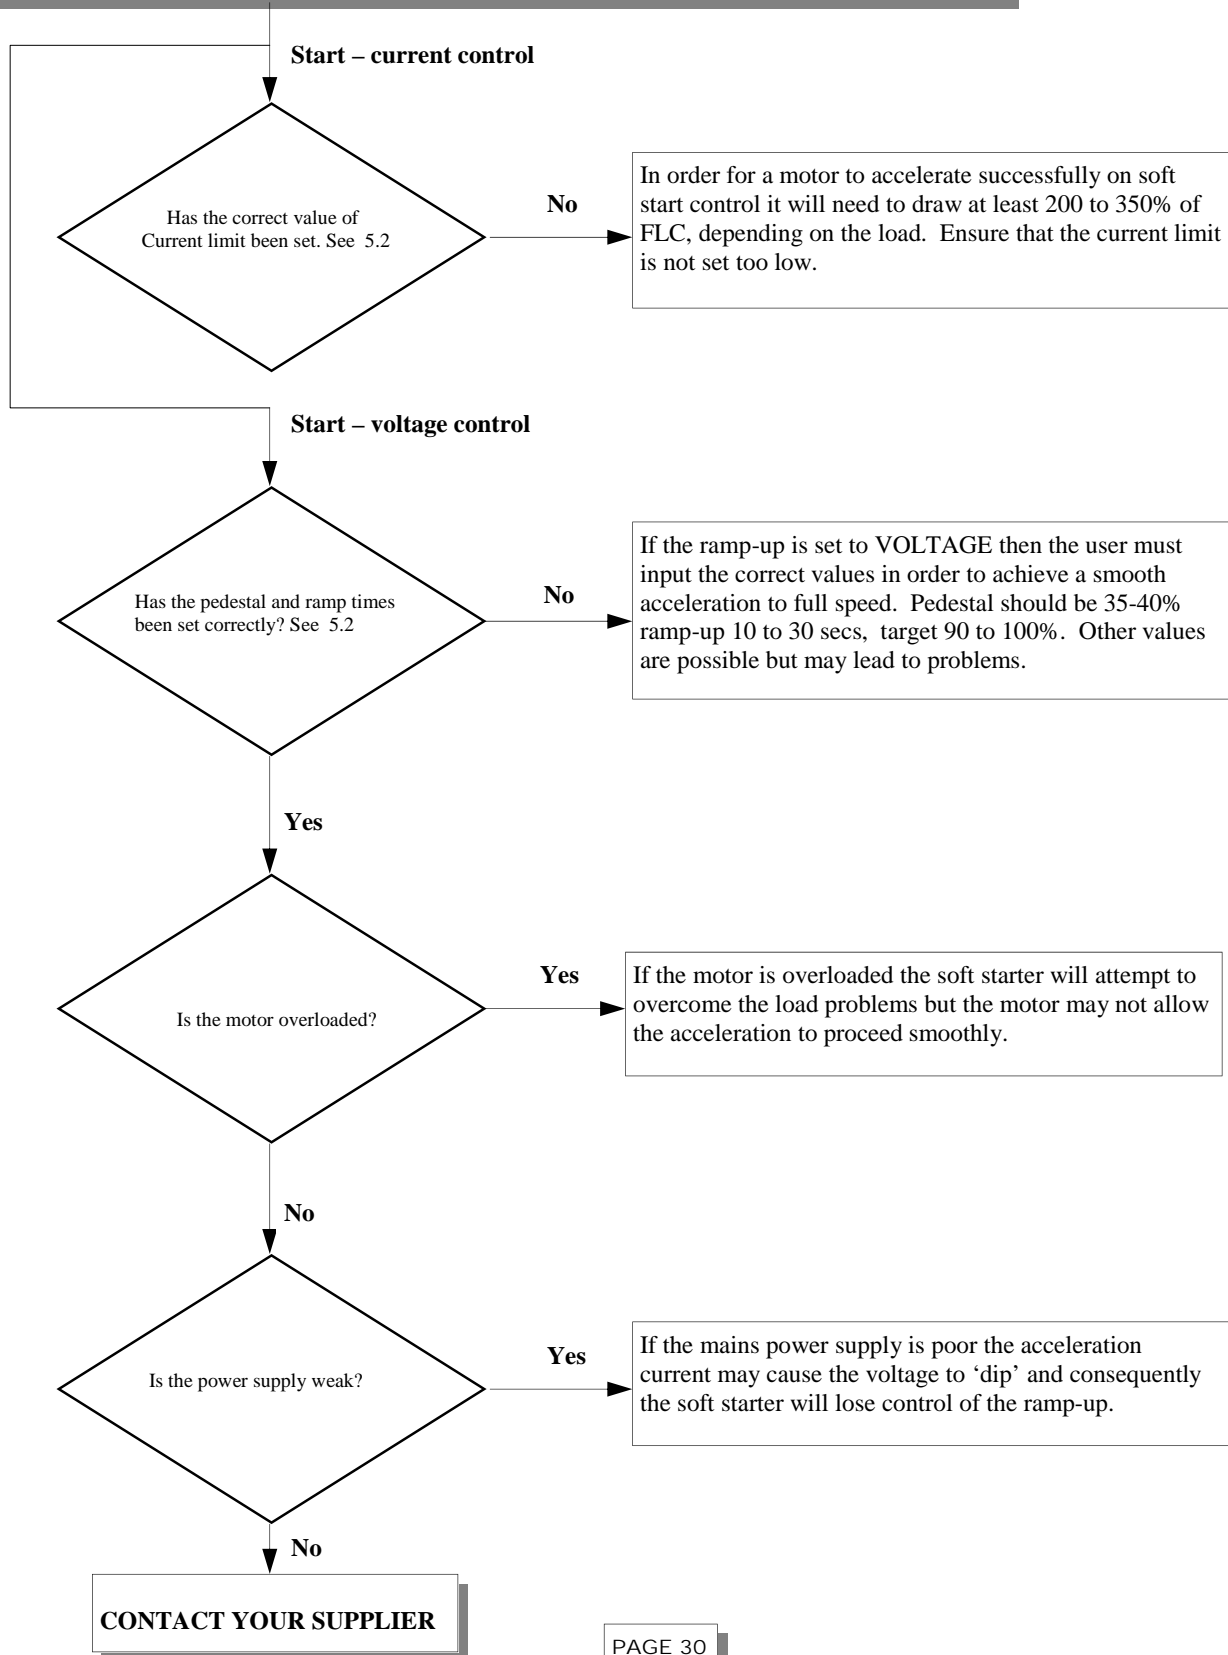 Start – current control
Has the correct value of
Current limit been set. See 5.2
No
In order for a motor to accelerate successfully on soft
start control it will need to draw at least 200 to 350% of
FLC, depending on the load. Ensure that the current limit
is not set too low.
Start – voltage control
Has the pedestal and ramp times
been set correctly? See 5.2
No
If the ramp-up is set to VOLTAGE then the user must
input the correct values in order to achieve a smooth
acceleration to full speed. Pedestal should be 35-40%
ramp-up 10 to 30 secs, target 90 to 100%. Other values
are possible but may lead to problems.
Yes
Is the motor overloaded?
Yes
If the motor is overloaded the soft starter will attempt to
overcome the load problems but the motor may not allow
the acceleration to proceed smoothly.
No
Is the power supply weak?
Yes
If the mains power supply is poor the acceleration
current may cause the voltage to ‘dip’ and consequently
the soft starter will lose control of the ramp-up.
No
CONTACT YOUR SUPPLIER
PAGE 30